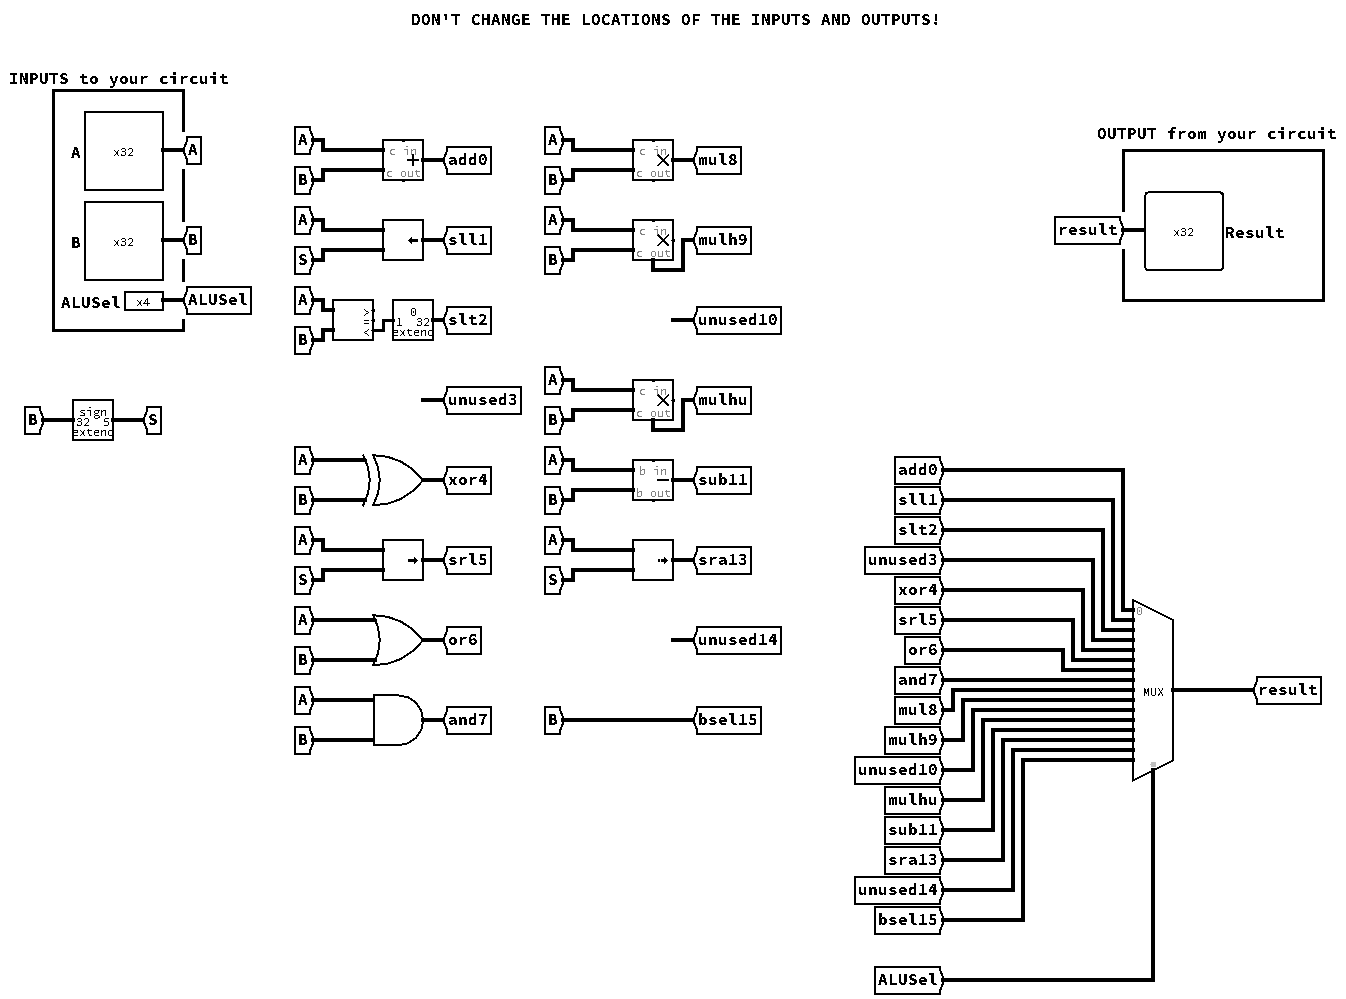 DON'T CHANGE THE LOCATIONS OF THE INPUTS AND OUTPUTS!
INPUTS to your circuit
A
x32
A
B
x32
B
ALUSel
x4
ALUSel
B
sign
32 5
extend
S
A
B
c in
+
c out
add0
A
S
sll1
A
B
>
=
<
0
1 32
extend
slt2
unused3
A
B
xor4
A
S
srl5
A
B
or6
A
B
and7
A
B
c in
×
c out
mul8
A
B
c in
×
c out
mulh9
unused10
A
B
c in
×
c out
mulhu
A
B
b in
−
b out
sub11
A
S
sra13
unused14
B
bsel15
OUTPUT from your circuit
result
x32
Result
add0
sll1
slt2
unused3
xor4
srl5
or6
and7
mul8
mulh9
unused10
mulhu
sub11
sra13
unused14
bsel15
ALUSel
0
MUX
result